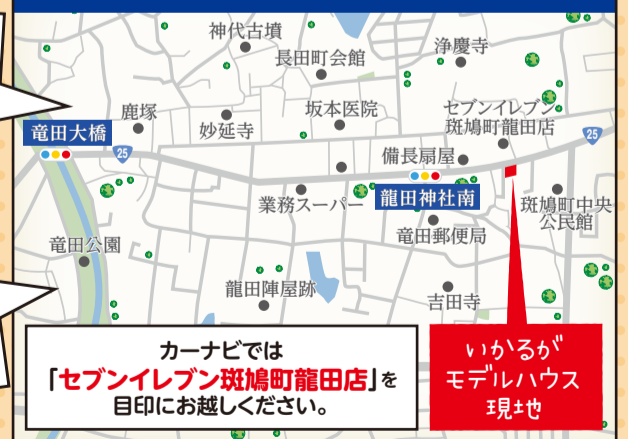 神代古墳
長田町会館
浄慶寺
鹿塚
妙延寺
坂本医院
セブンイレブン
斑鳩町龍田店
竜田大橋
25
25
備長扇屋
業務スーパー
龍田神社南
斑鳩町中央
公民館
竜田郵便局
竜田公園
龍田陣屋跡
吉田寺
カーナビでは
「セブンイレブン斑鳩町龍田店」を
目印にお越しください。
いかるが
モデルハウス
現地